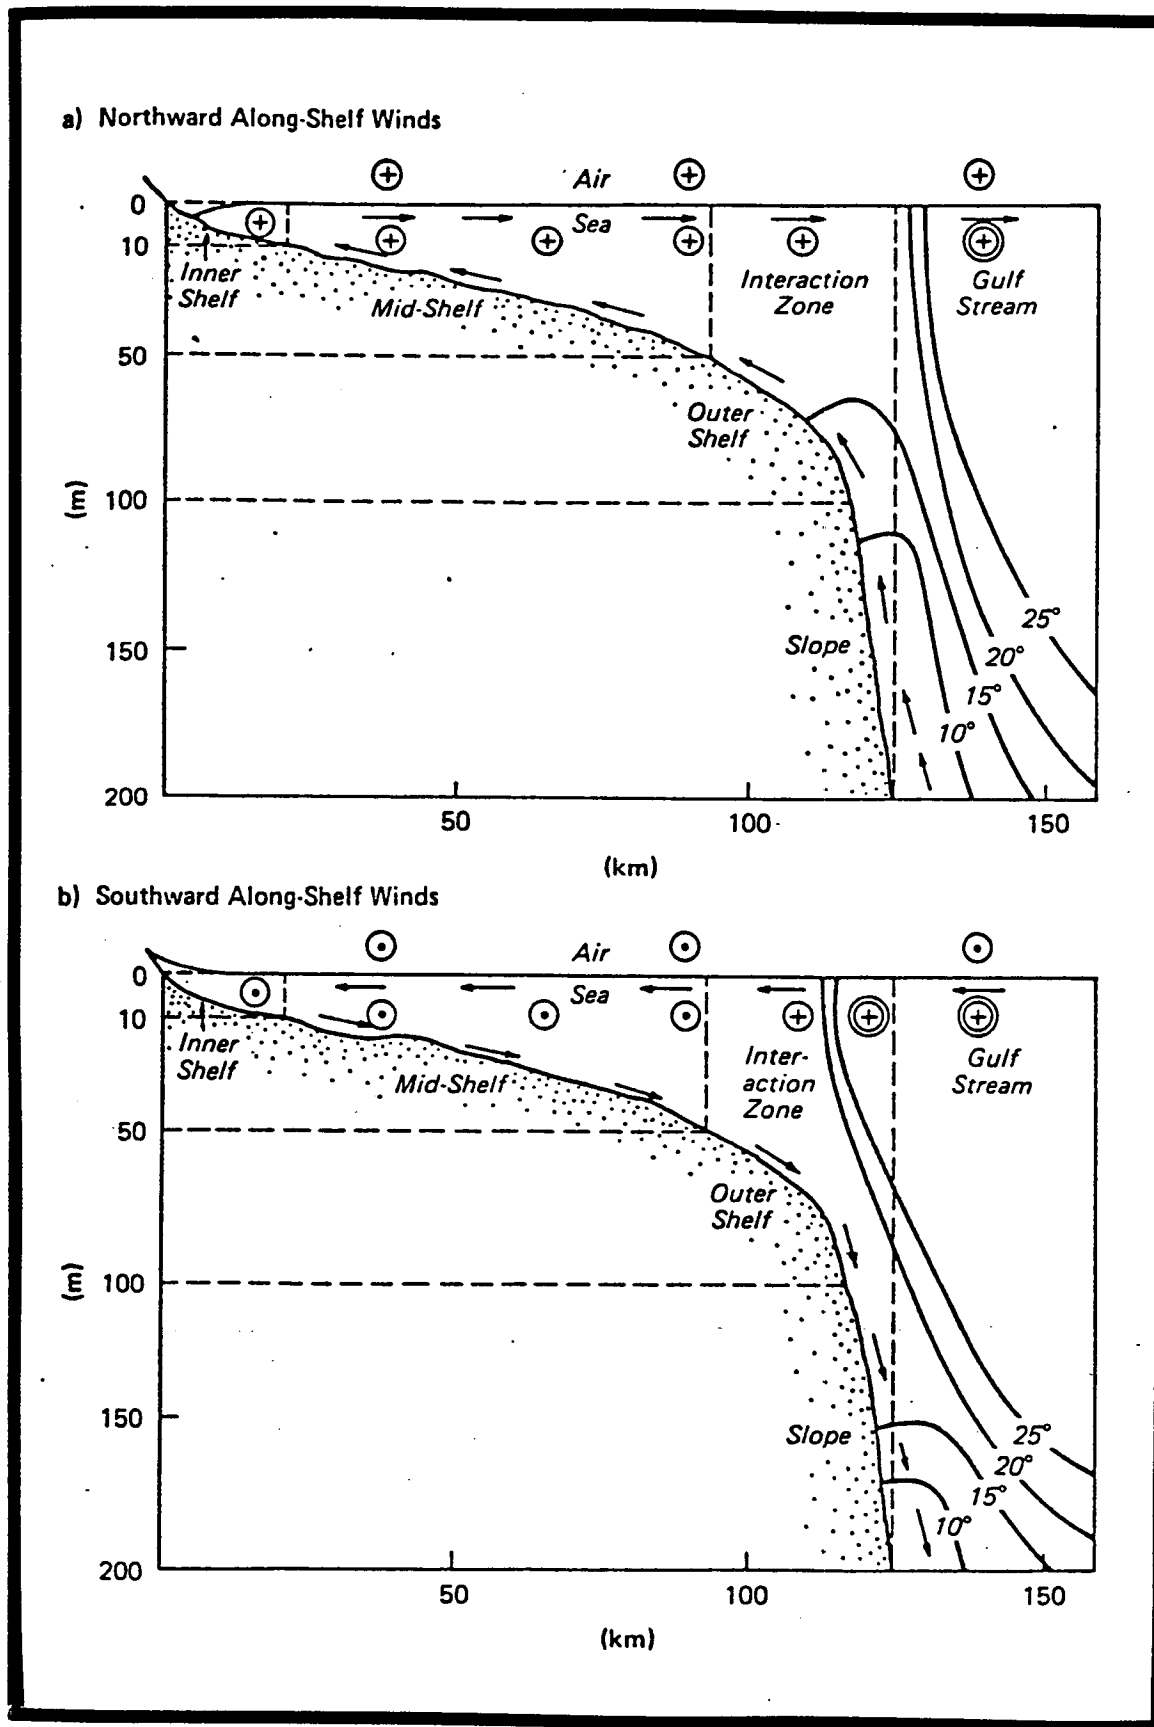 a) Northward Along-Shelf Winds
Air
0
Sea
10
Inner
Shelf
Mid-Shelf
Interaction
Zone
Gulf
Stream
50
Outer
Shelf
(m)
100
150
Slope
25°
20°
15°
10°
200
50
100
150
(km)
b) Southward Along-Shelf Winds
Air
0
Sea
10
Inner
Shelf
Mid-Shelf
Inter-
action
Zone
Gulf
Stream
50
Outer
Shelf
(m)
100
150
Slope
25°
20°
15°
10°
200
50
100
150
(km)